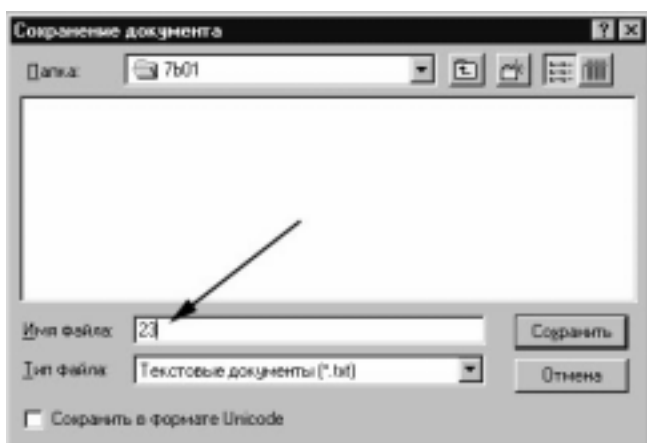 Сохранение документа
Папка: 7b01
Имя файла: 23 Сохранить
Тип файла: Текстовые документы (*.txt) Отмена
Сохранить в формате Unicode